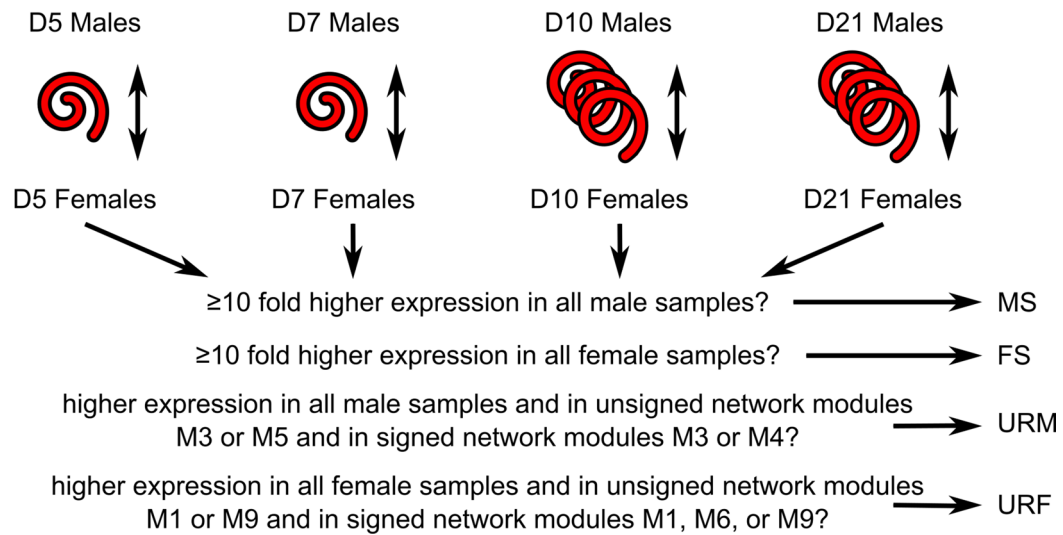 D5 Males D7 Males D10 Males D21 Males
D5 Females D7 Females D10 Females D21 Females
≥10 fold higher expression in all male samples? MS
≥10 fold higher expression in all female samples? FS
higher expression in all male samples and in unsigned network modules
M3 or M5 and in signed network modules M3 or M4? URM
higher expression in all female samples and in unsigned network modules
M1 or M9 and in signed network modules M1, M6, or M9? URF